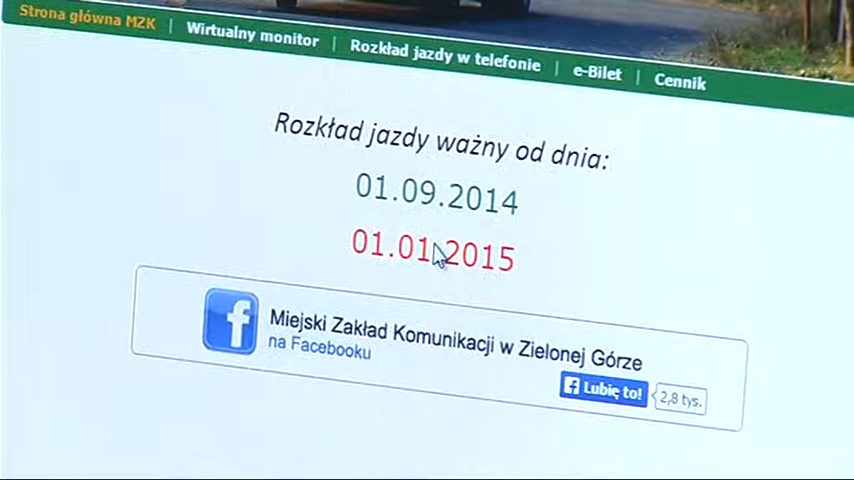 Strona główna MZK | Wirtualny monitor | Rozkład jazdy w telefonie | e-Bilet | Cennik
Rozkład jazdy ważny od dnia:
01.09.2014
01.01.2015
Miejski Zakład Komunikacji w Zielonej Górze
na Facebooku
Lubię to! 2,8 tys.